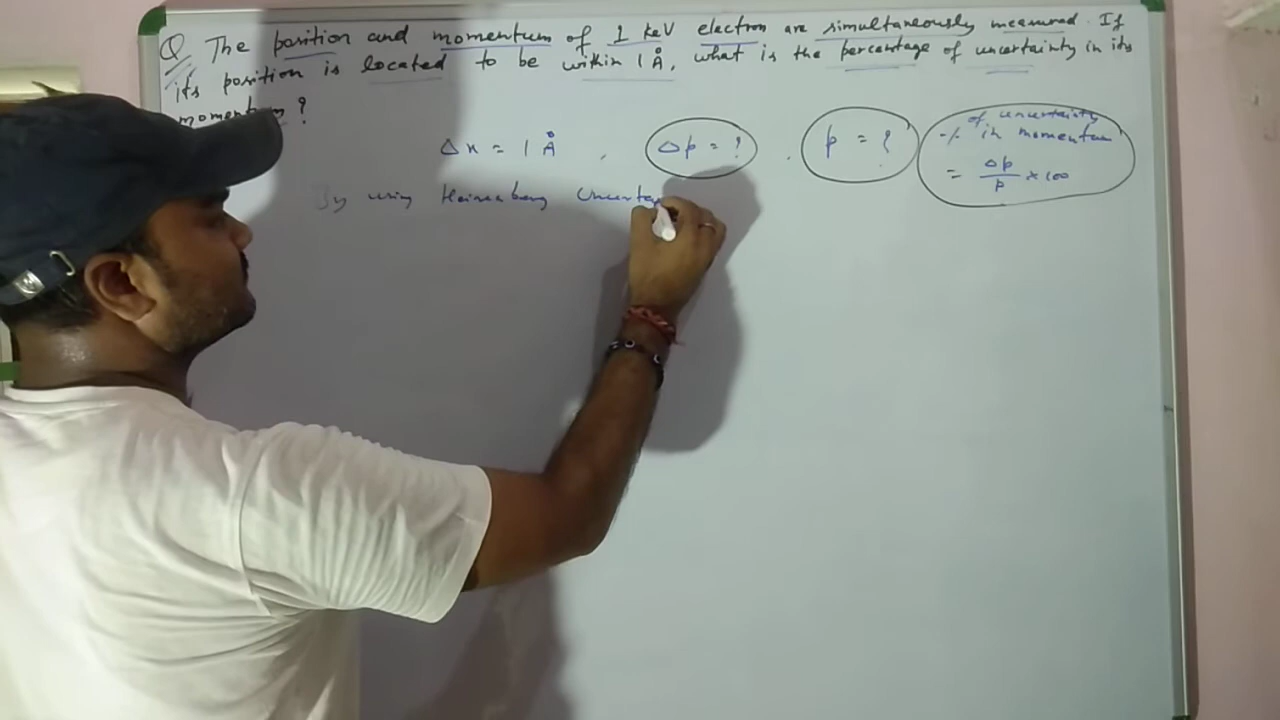 Q. The position and momentum of 1 keV electron are simultaneously measured. If
its position is located to be within 1 Å, what is the percentage of uncertainty in its
momentum?
Δx = 1 Å , Δp = ? , p = ? % of uncertainty in momentum = Δp/p × 100
By using Heisenberg